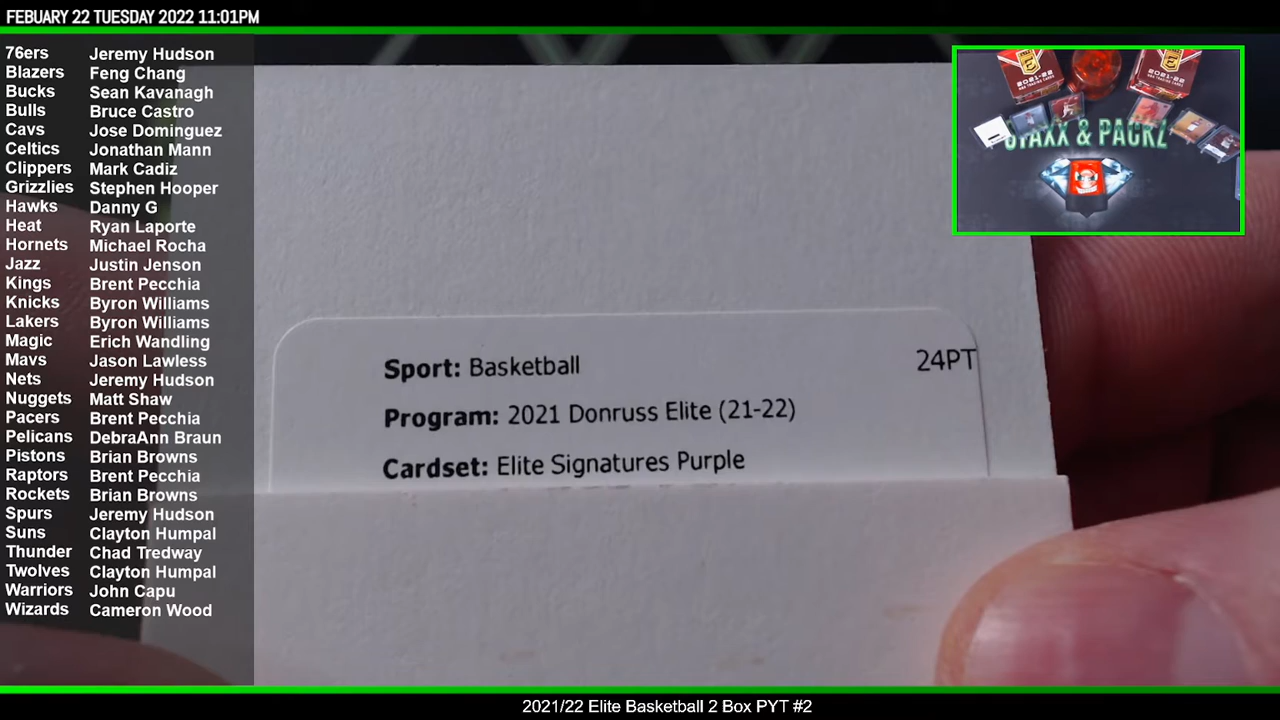 FEBUARY 22 TUESDAY 2022 11:01PM
76ers Jeremy Hudson
Blazers Feng Chang
Bucks Sean Kavanagh
Bulls Bruce Castro
Cavs Jose Dominguez
Celtics Jonathan Mann
Clippers Mark Cadiz
Grizzlies Stephen Hooper
Hawks Danny G
Heat Ryan Laporte
Hornets Michael Rocha
Jazz Justin Jenson
Kings Brent Pecchia
Knicks Byron Williams
Lakers Byron Williams
Magic Erich Wandling
Mavs Jason Lawless
Nets Jeremy Hudson
Nuggets Matt Shaw
Pacers Brent Pecchia
Pelicans DebraAnn Braun
Pistons Brian Browns
Raptors Brent Pecchia
Rockets Brian Browns
Spurs Jeremy Hudson
Suns Clayton Humpal
Thunder Chad Tredway
Twolves Clayton Humpal
Warriors John Capu
Wizards Cameron Wood
Sport: Basketball 24PT
Program: 2021 Donruss Elite (21-22)
Cardset: Elite Signatures Purple
2021-22
2021-22
STAXX & PACKZ
2021/22 Elite Basketball 2 Box PYT #2